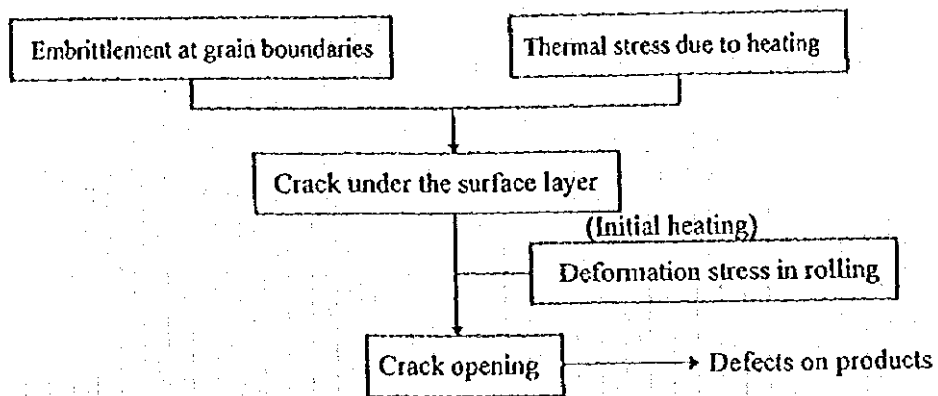 Embrittlement at grain boundaries
Thermal stress due to heating
Crack under the surface layer
(Initial heating)
Deformation stress in rolling
Crack opening
Defects on products